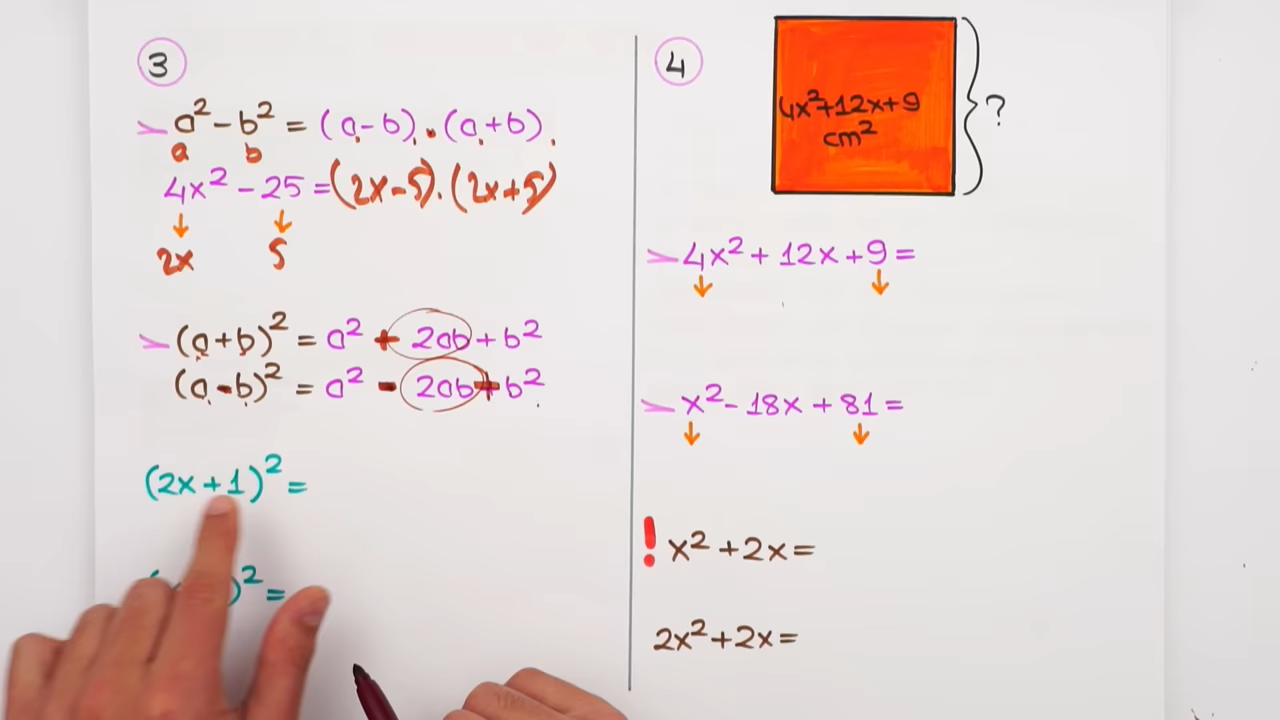 3
a² - b² = (a-b) . (a+b).
a b
4x² - 25 = (2x-5) . (2x+5)
↓ ↓
2x 5
(a+b)² = a² + 2ab + b²
(a-b)² = a² - 2ab + b²
(2x+1)² =
² =
4
4x²+12x+9
cm²
?
4x² + 12x + 9 =
↓ ↓
x² - 18x + 81 =
↓ ↓
! x² + 2x =
2x² + 2x =